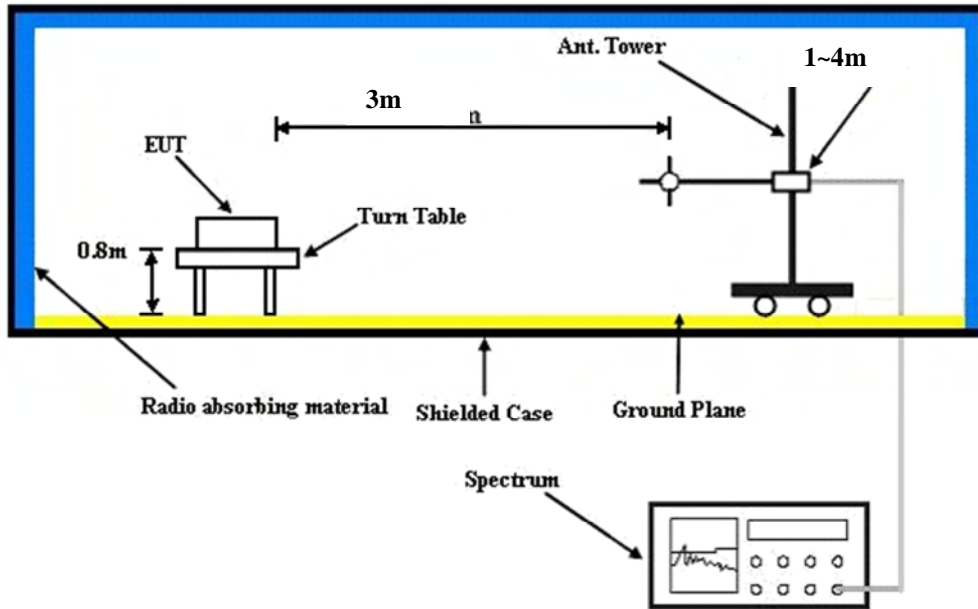 Ant. Tower
1~4m
3m
n
EUT
Turn Table
0.8m
Radio absorbing material
Shielded Case
Ground Plane
Spectrum